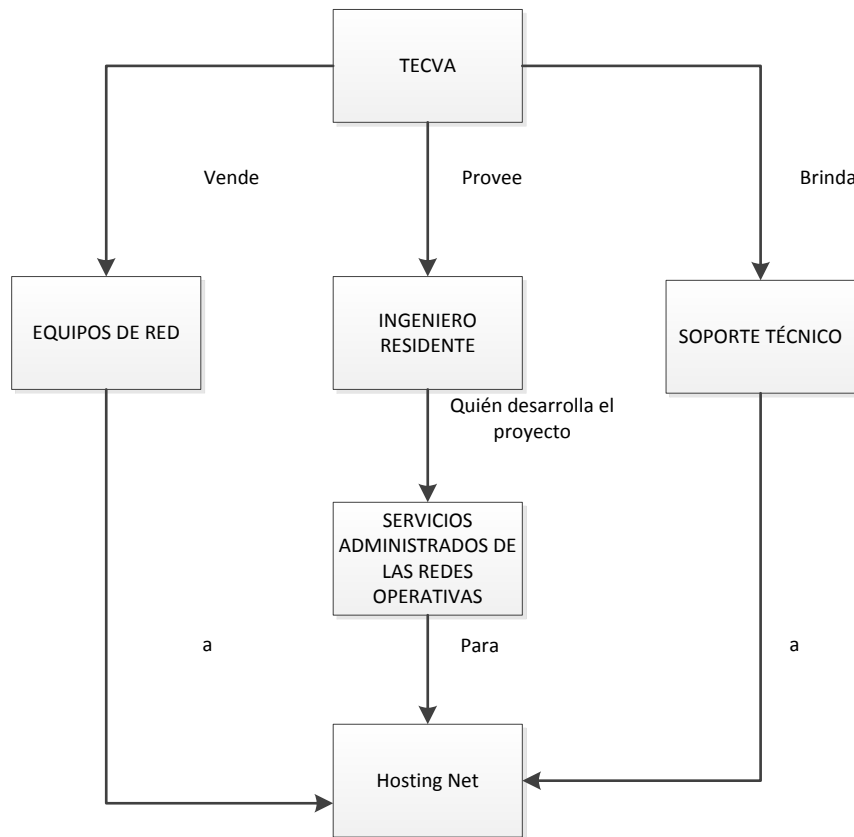 TECVA
Vende
Provee
Brinda
EQUIPOS DE RED
INGENIERO
RESIDENTE
SOPORTE TÉCNICO
Quién desarrolla el
proyecto
SERVICIOS
ADMINISTRADOS DE
LAS REDES
OPERATIVAS
a
Para
a
Hosting Net